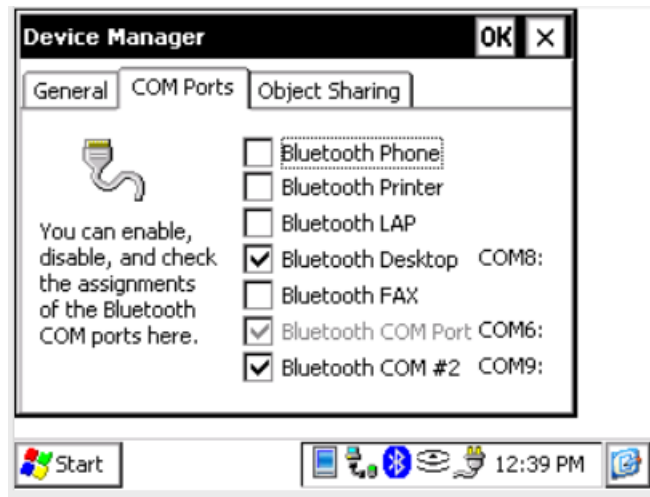 Device Manager OK ×
General COM Ports Object Sharing
You can enable,
disable, and check
the assignments
of the Bluetooth
COM ports here.
Bluetooth Phone
Bluetooth Printer
Bluetooth LAP
Bluetooth Desktop COM8:
Bluetooth FAX
Bluetooth COM Port COM6:
Bluetooth COM #2 COM9:
Start 12:39 PM